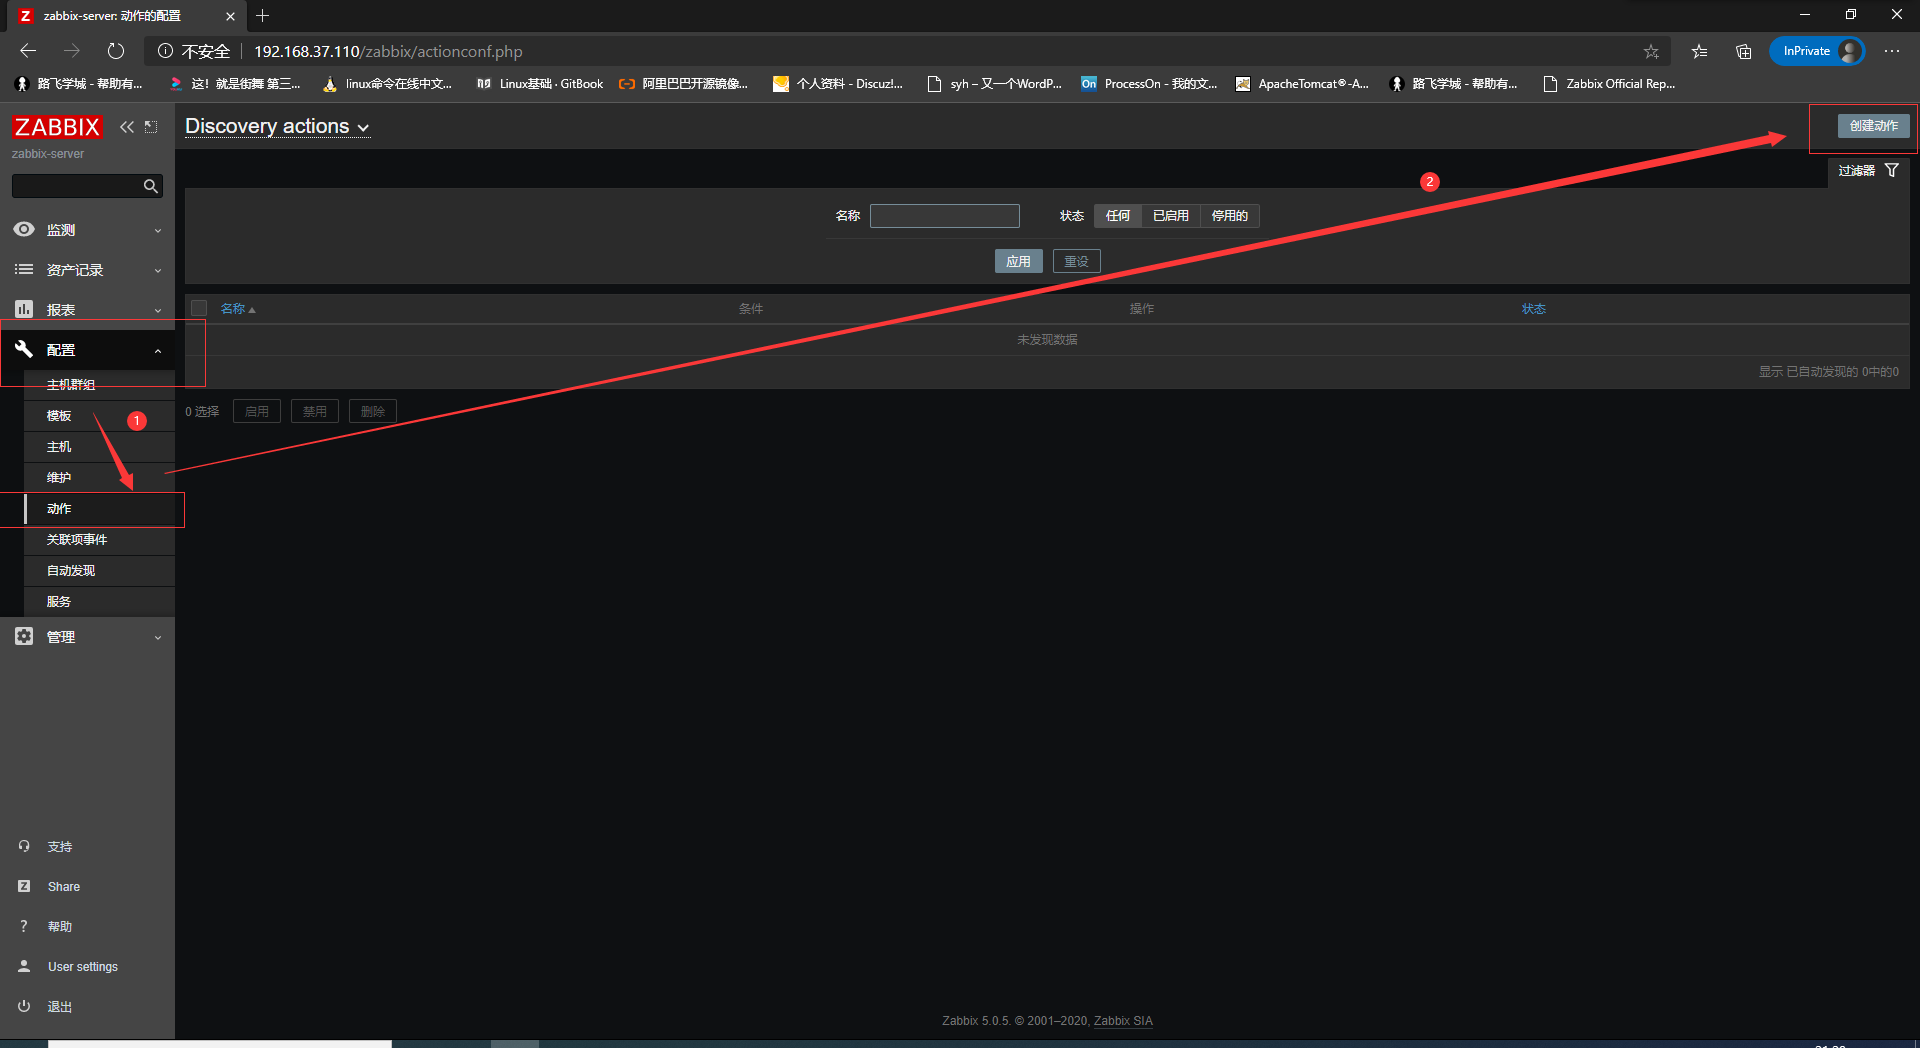 zabbix-server: 动作的配置
不安全
192.168.37.110/zabbix/actionconf.php
InPrivate
路飞学城 - 帮助有...
这！就是街舞 第三...
linux命令在线中文...
Linux基础 · GitBook
阿里巴巴开源镜像...
个人资料 - Discuz!...
syh – 又一个WordP...
On
ProcessOn - 我的文...
ApacheTomcat®-A...
路飞学城 - 帮助有...
Zabbix Official Rep...
ZABBIX
zabbix-server
Discovery actions
创建动作
过滤器
2
名称
状态
任何
已启用
停用的
应用
重设
监测
资产记录
报表
配置
主机群组
模板
1
主机
维护
动作
关联项事件
自动发现
服务
管理
名称
条件
操作
状态
未发现数据
显示 已自动发现的 0中的0
0 选择
启用
禁用
删除
支持
Share
帮助
User settings
退出
Zabbix 5.0.5. © 2001–2020, Zabbix SIA